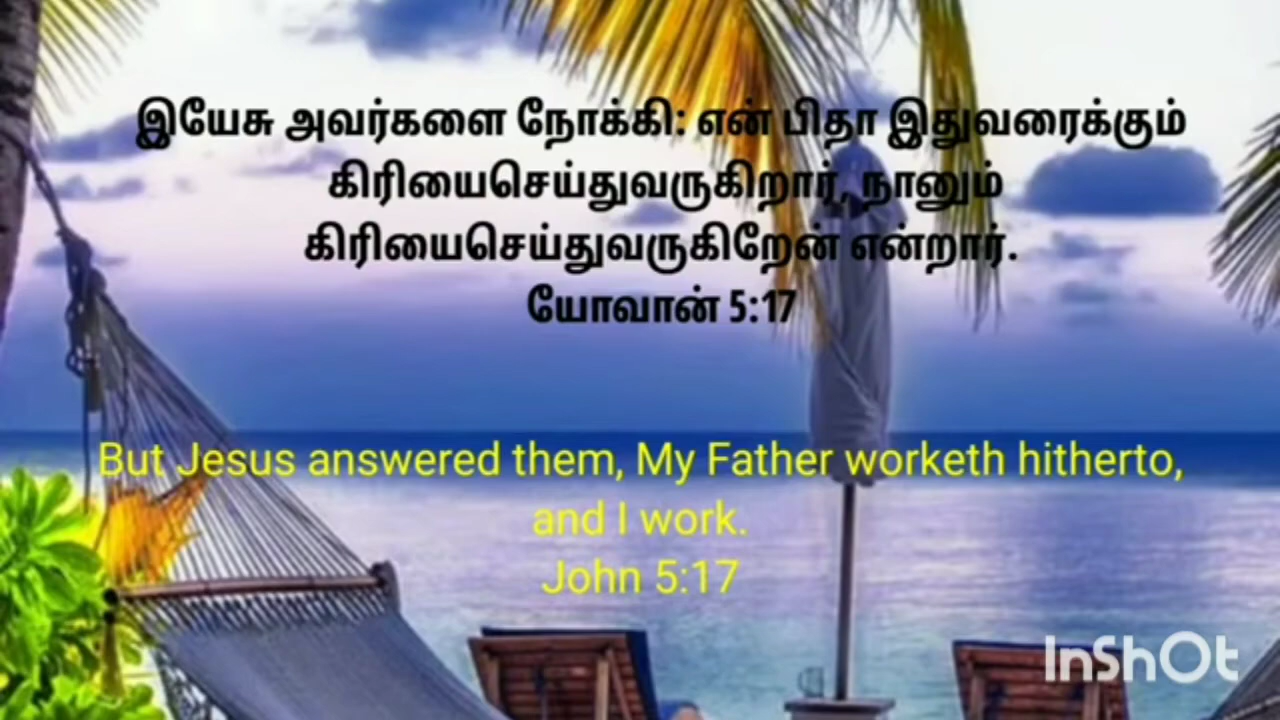 இயேசு அவர்களை நோக்கி: என் பிதா இதுவரைக்கும்
கிரியைசெய்துவருகிறார், நானும்
கிரியைசெய்துவருகிறேன் என்றார்.
யோவான் 5:17
But Jesus answered them, My Father worketh hitherto,
and I work.
John 5:17
InShOt